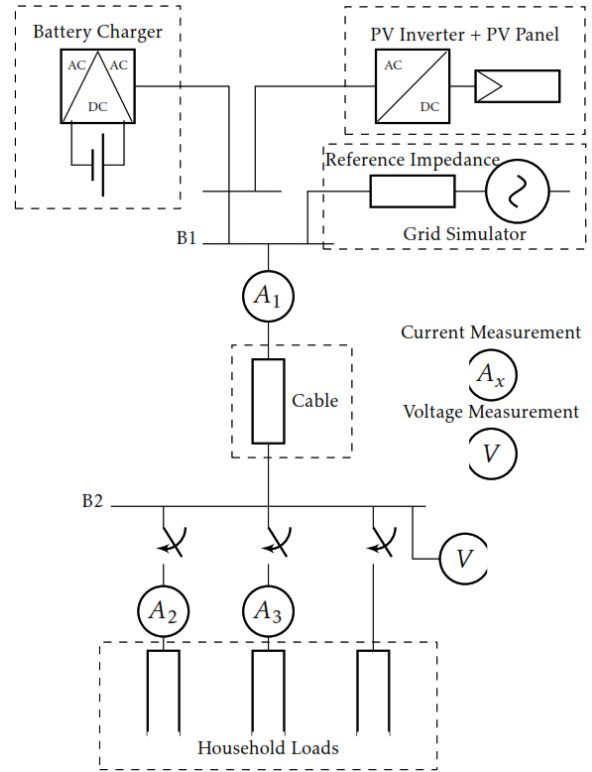 Battery Charger
PV Inverter + PV Panel
AC AC
DC
AC
DC
Reference Impedance
Grid Simulator
B1
A1
Current Measurement
Ax
Cable
Voltage Measurement
V
B2
V
A2
A3
Household Loads